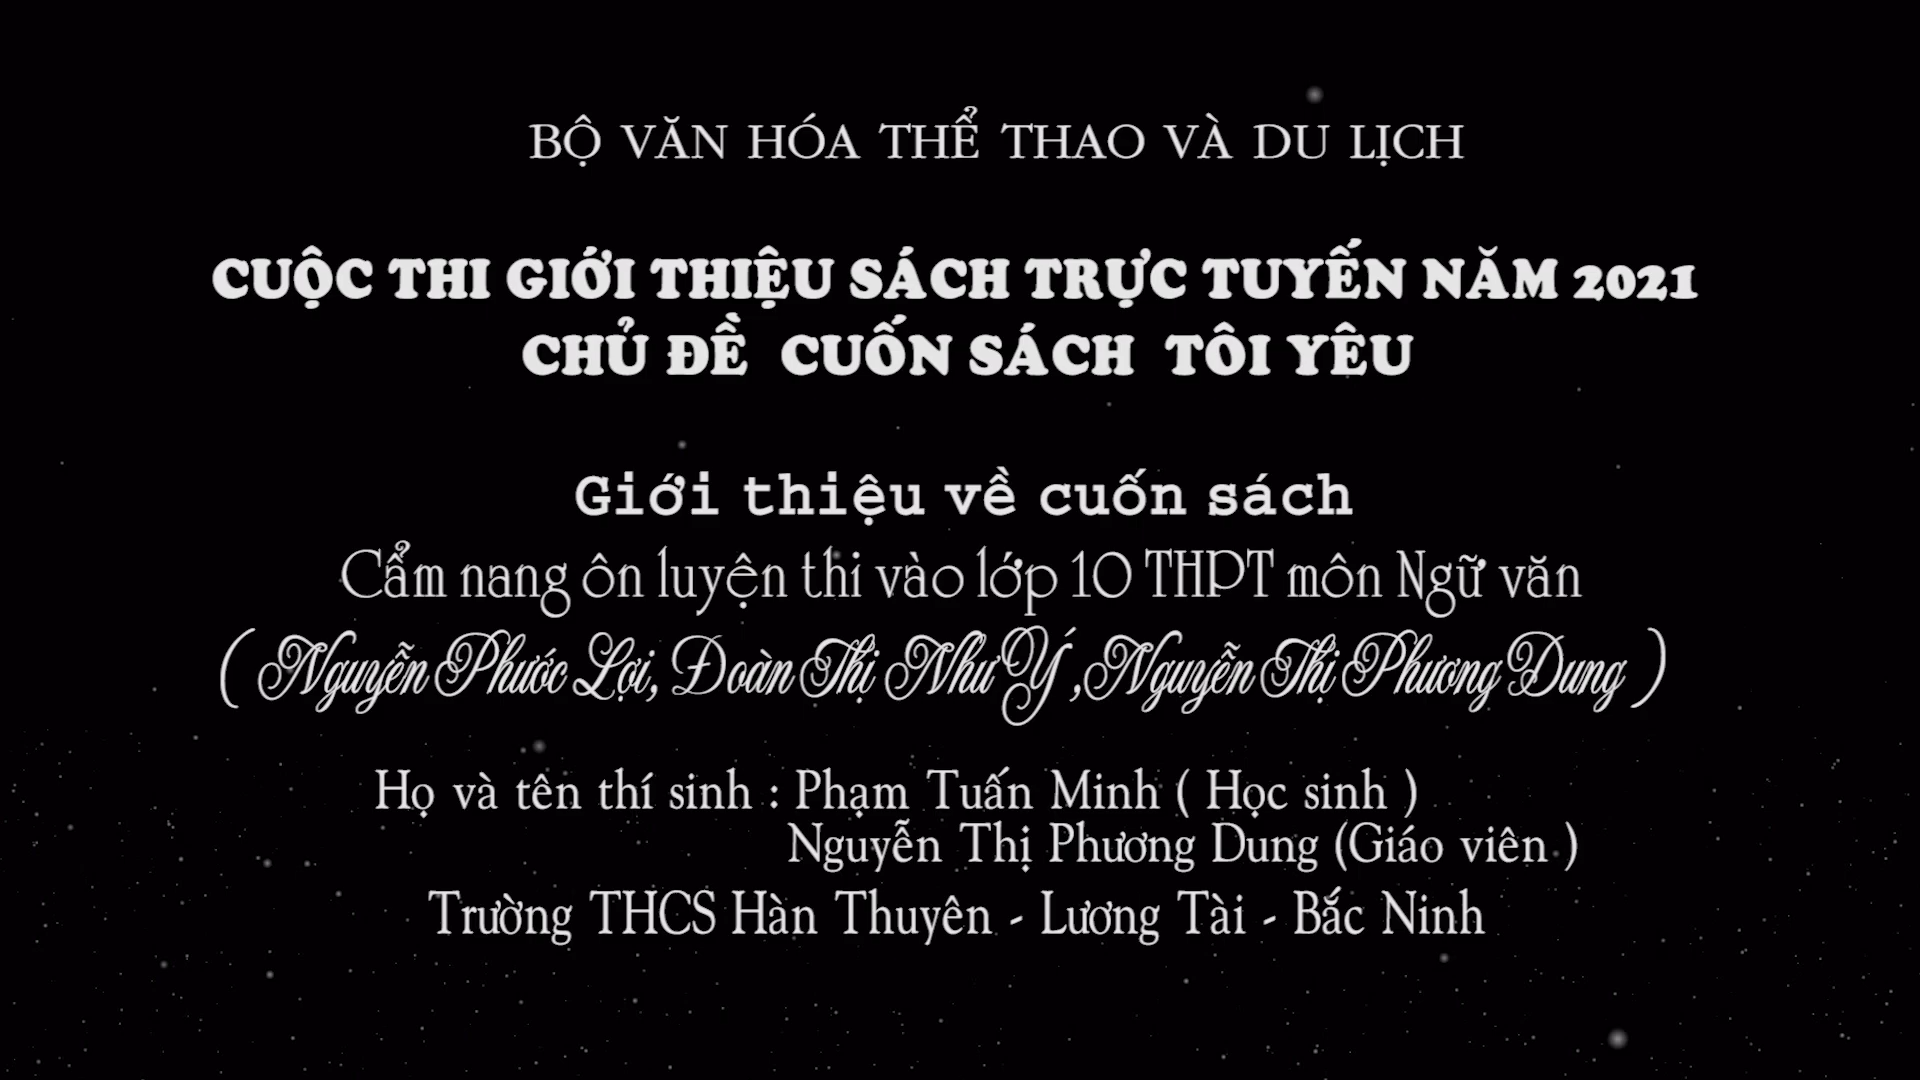 BỘ VĂN HÓA THỂ THAO VÀ DU LỊCH
CUỘC THI GIỚI THIỆU SÁCH TRỰC TUYẾN NĂM 2021
CHỦ ĐỀ CUỐN SÁCH TÔI YÊU
Giới thiệu về cuốn sách
Cẩm nang ôn luyện thi vào lớp 10 THPT môn Ngữ văn
( Nguyễn Phước Lợi, Đoàn Thị Như Ý ,Nguyễn Thị Phương Dung )
Họ và tên thí sinh : Phạm Tuấn Minh ( Học sinh )
Nguyễn Thị Phương Dung (Giáo viên )
Trường THCS Hàn Thuyên - Lương Tài - Bắc Ninh